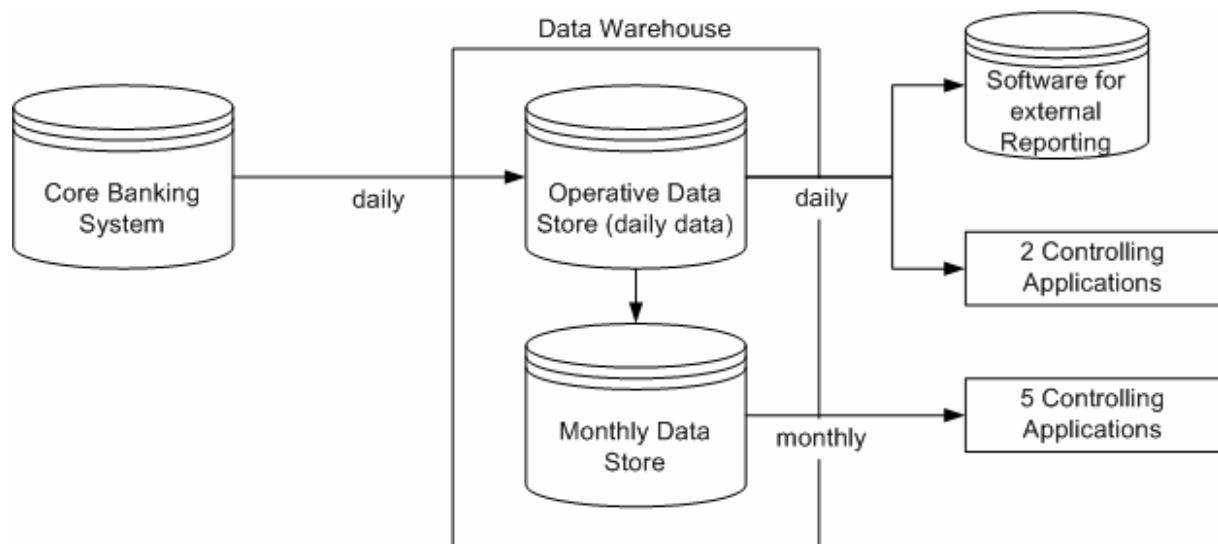 Data Warehouse
Software for
external
Reporting
Core Banking
System
daily
Operative Data
Store (daily data)
daily
2 Controlling
Applications
Monthly Data
Store
monthly
5 Controlling
Applications